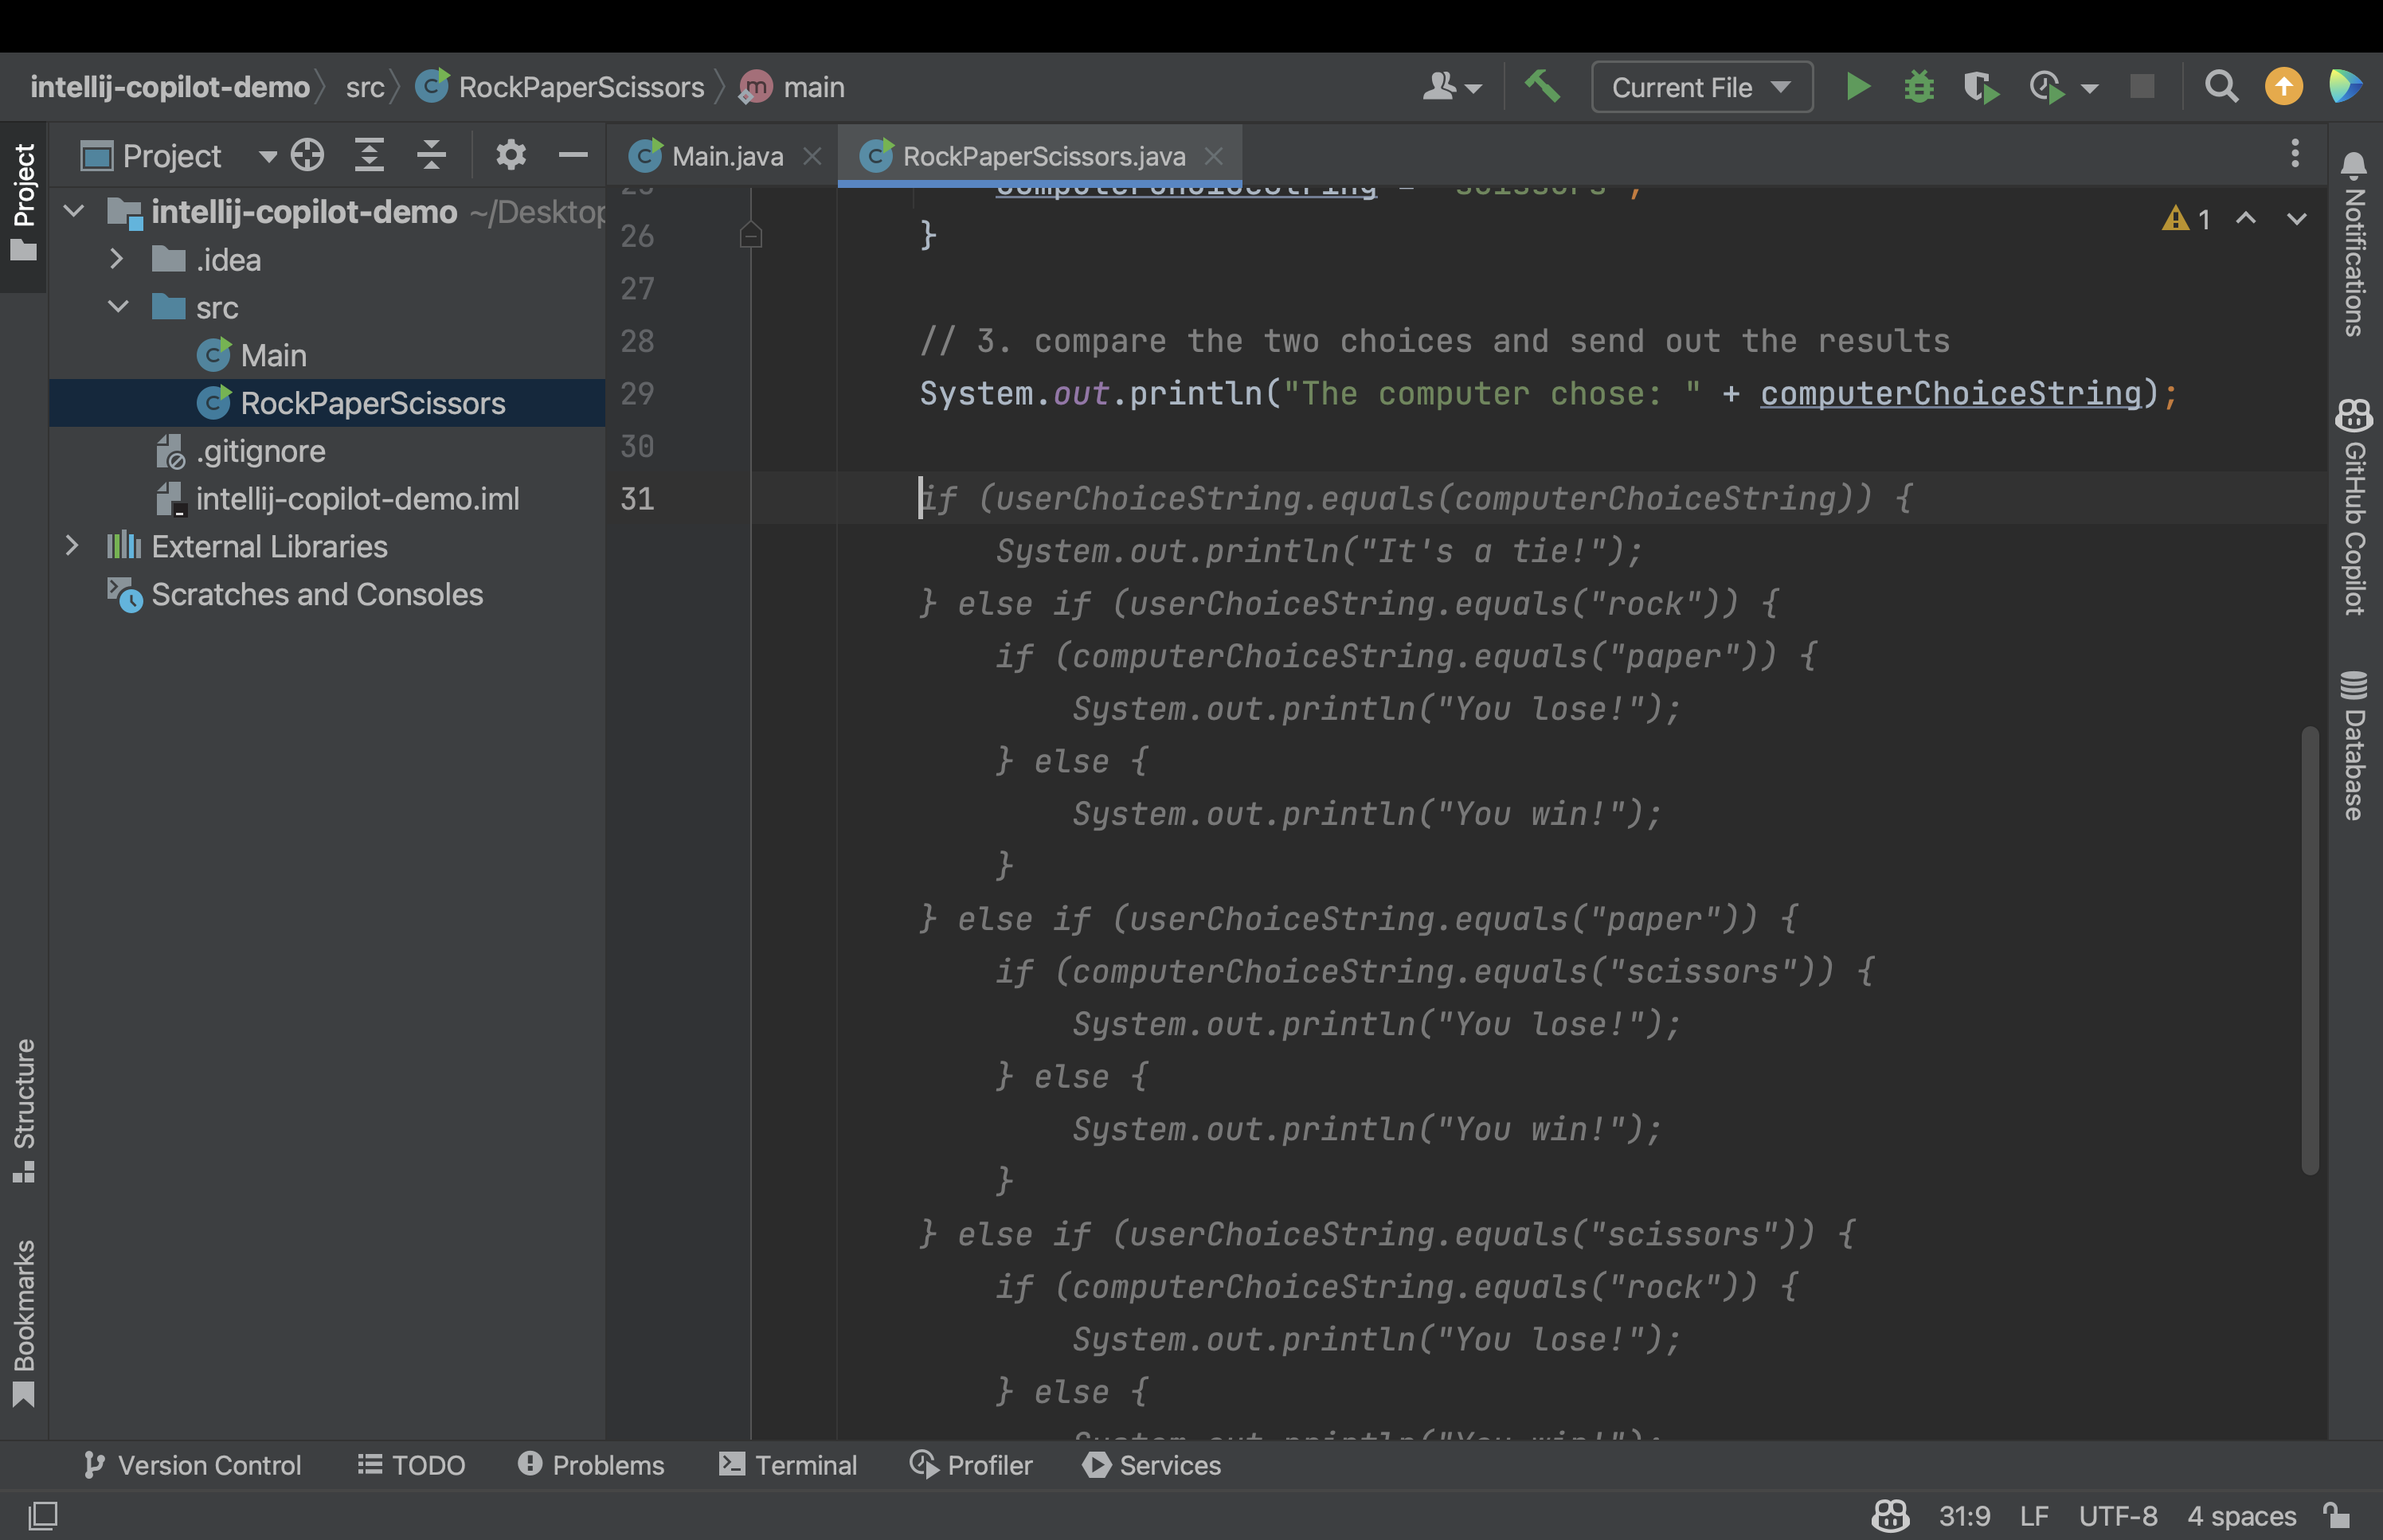 intellij-copilot-demo src RockPaperScissors main
Current File
Project
Main.java
RockPaperScissors.java
Project
intellij-copilot-demo ~/Desktop
.idea
src
Main
RockPaperScissors
.gitignore
intellij-copilot-demo.iml
External Libraries
Scratches and Consoles
Structure
Bookmarks
1
25 computerChoiceString = "scissors";
26 }
27
28 // 3. compare the two choices and send out the results
29 System.out.println("The computer chose: " + computerChoiceString);
30
31 if (userChoiceString.equals(computerChoiceString)) {
System.out.println("It's a tie!");
} else if (userChoiceString.equals("rock")) {
if (computerChoiceString.equals("paper")) {
System.out.println("You lose!");
} else {
System.out.println("You win!");
}
} else if (userChoiceString.equals("paper")) {
if (computerChoiceString.equals("scissors")) {
System.out.println("You lose!");
} else {
System.out.println("You win!");
}
} else if (userChoiceString.equals("scissors")) {
if (computerChoiceString.equals("rock")) {
System.out.println("You lose!");
} else {
System.out.println("You win!");
Notifications
GitHub Copilot
Database
Version Control
TODO
Problems
Terminal
Profiler
Services
31:9 LF UTF-8 4 spaces